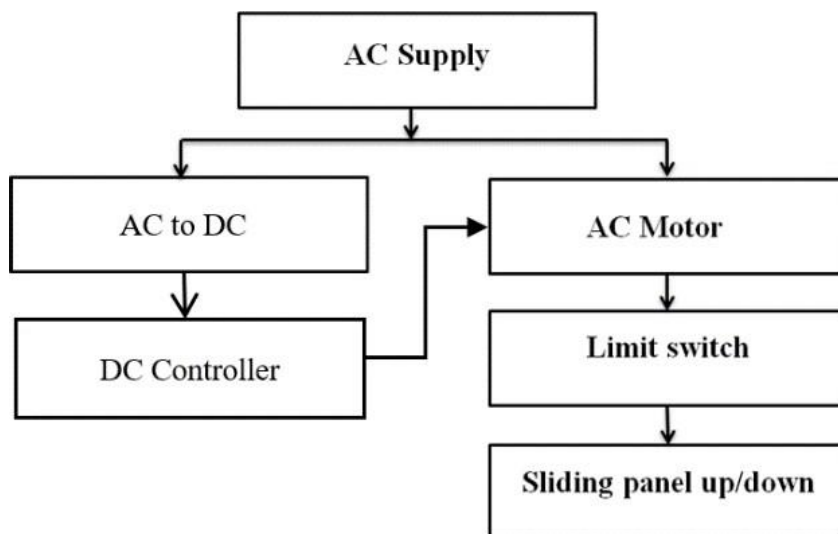 AC Supply
AC to DC
AC Motor
DC Controller
Limit switch
Sliding panel up/down